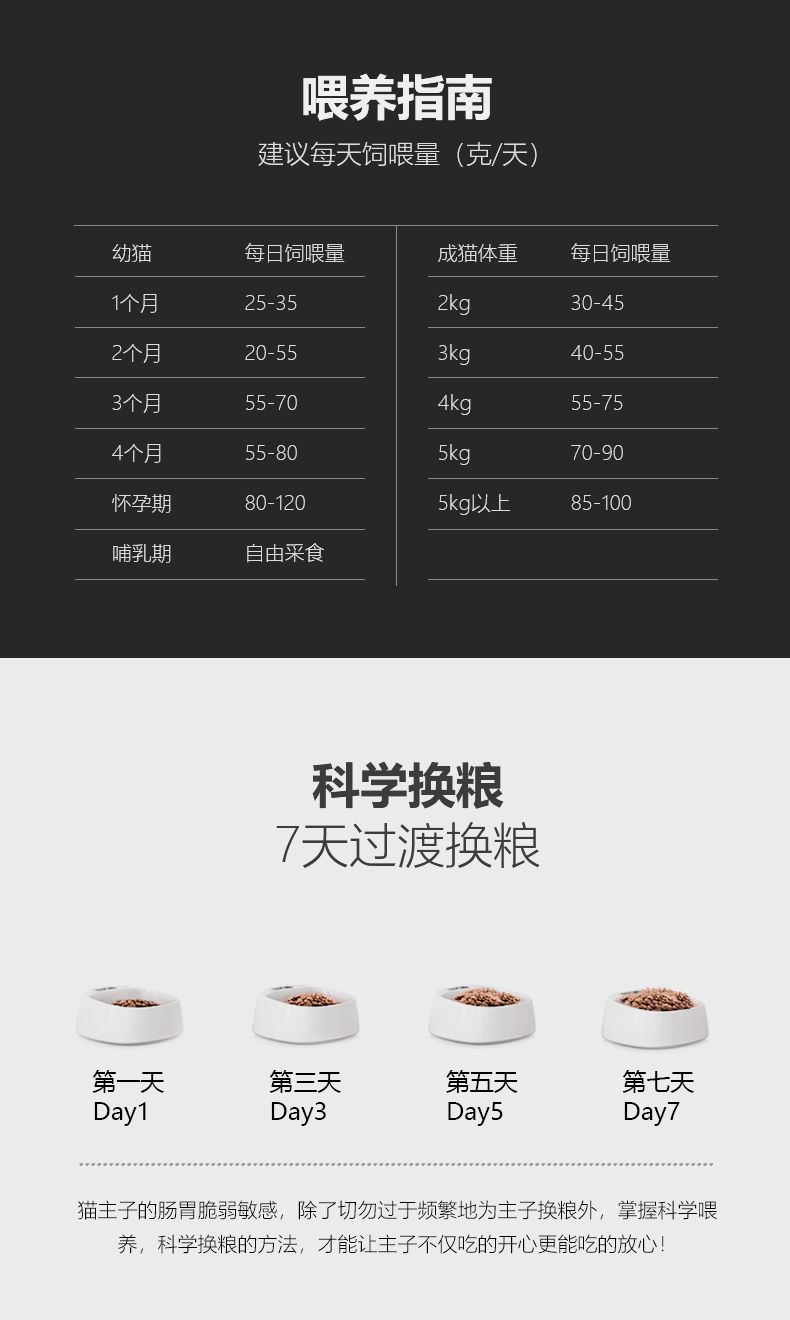 喂养指南
建议每天饲喂量（克/天）
幼猫 每日饲喂量 成猫体重 每日饲喂量
1个月 25-35 2kg 30-45
2个月 20-55 3kg 40-55
3个月 55-70 4kg 55-75
4个月 55-80 5kg 70-90
怀孕期 80-120 5kg以上 85-100
哺乳期 自由采食
科学换粮
7天过渡换粮
第一天 第三天 第五天 第七天
Day1 Day3 Day5 Day7
猫主子的肠胃脆弱敏感，除了切勿过于频繁地为主子换粮外，掌握科学喂
养，科学换粮的方法，才能让主子不仅吃的开心更能吃的放心！